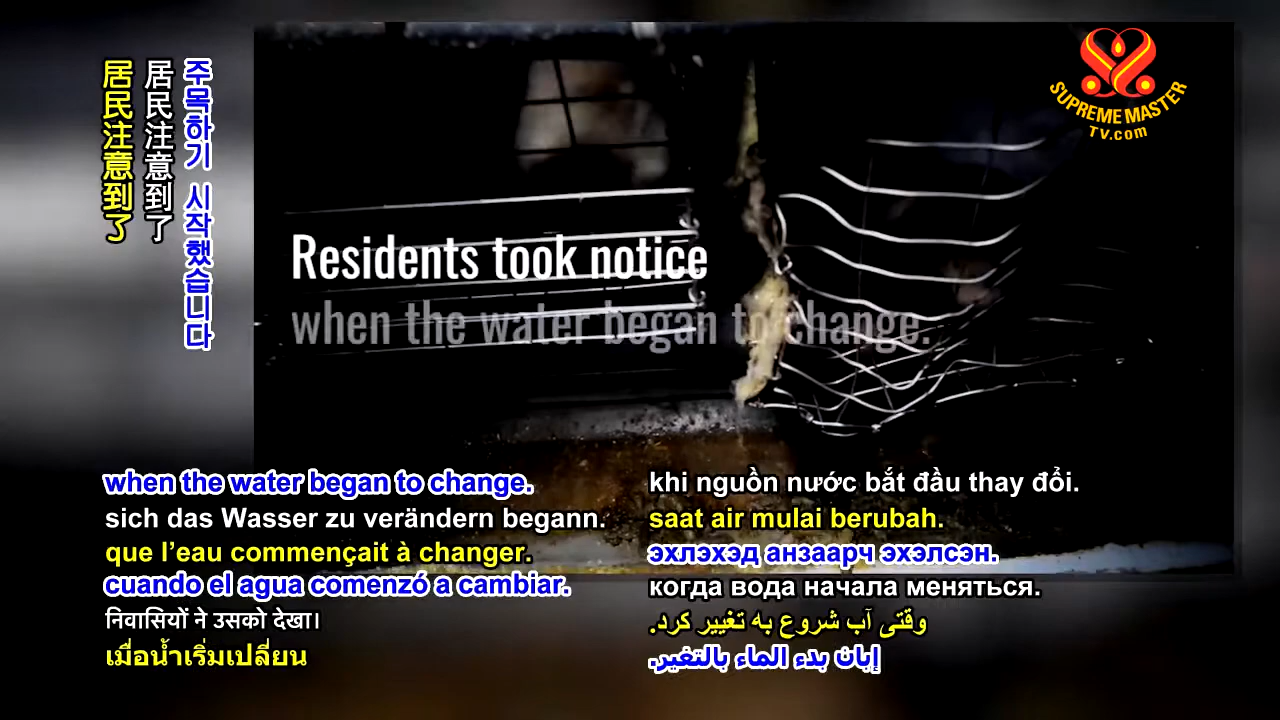 居民注意到了
居民注意到了
주목하기 시작했습니다
SUPREME MASTER
TV.com
Residents took notice
when the water began to change.
when the water began to change.
sich das Wasser zu verändern begann.
que l’eau commençait à changer.
cuando el agua comenzó a cambiar.
निवासियों ने उसको देखा।
เมื่อน้ำเริ่มเปลี่ยน
khi nguồn nước bắt đầu thay đổi.
saat air mulai berubah.
эхлэхэд анзаарч эхэлсэн.
когда вода начала меняться.
وقتی آب شروع به تغییر کرد.
إبان بدء الماء بالتغير.